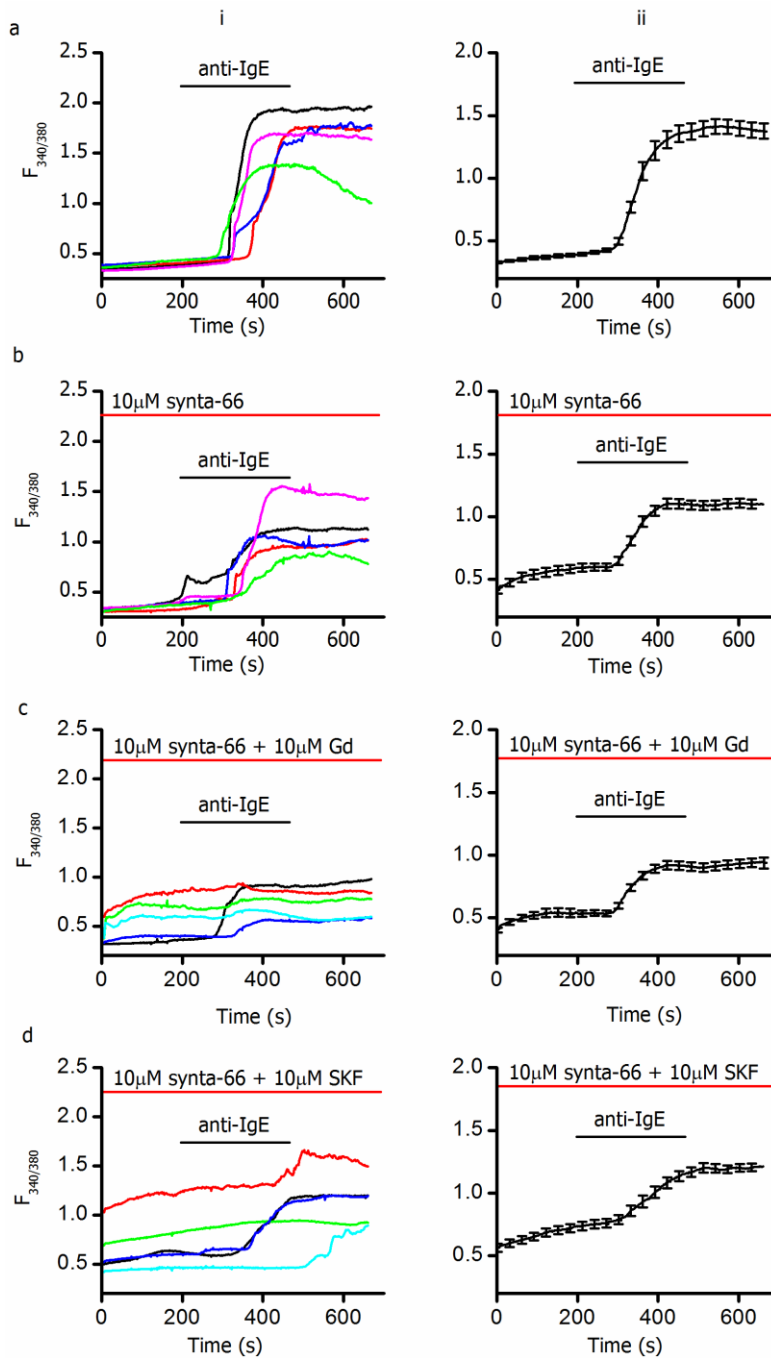 i ii
a
2.5 2.0
anti-IgE anti-IgE
2.0
1.5
1.5
1.0
1.0
0.5 0.5
F340/380
0 200 400 600 0 200 400 600
Time (s) Time (s)
b
2.5 2.0
10µM synta-66 10µM synta-66
2.0
anti-IgE anti-IgE
1.5
1.5
1.0
1.0
0.5 0.5
F340/380
0 200 400 600 0 200 400 600
Time (s) Time (s)
c
2.5 2.0
10µM synta-66 + 10µM Gd 10µM synta-66 + 10µM Gd
2.0
anti-IgE anti-IgE
1.5
1.5
1.0
1.0
0.5 0.5
F340/380
0 200 400 600 0 200 400 600
Time (s) Time (s)
d
2.5 2.0
10µM synta-66 + 10µM SKF 10µM synta-66 + 10µM SKF
2.0
anti-IgE anti-IgE
1.5
1.5
1.0
1.0
0.5 0.5
F340/380
0 200 400 600 0 200 400 600
Time (s) Time (s)